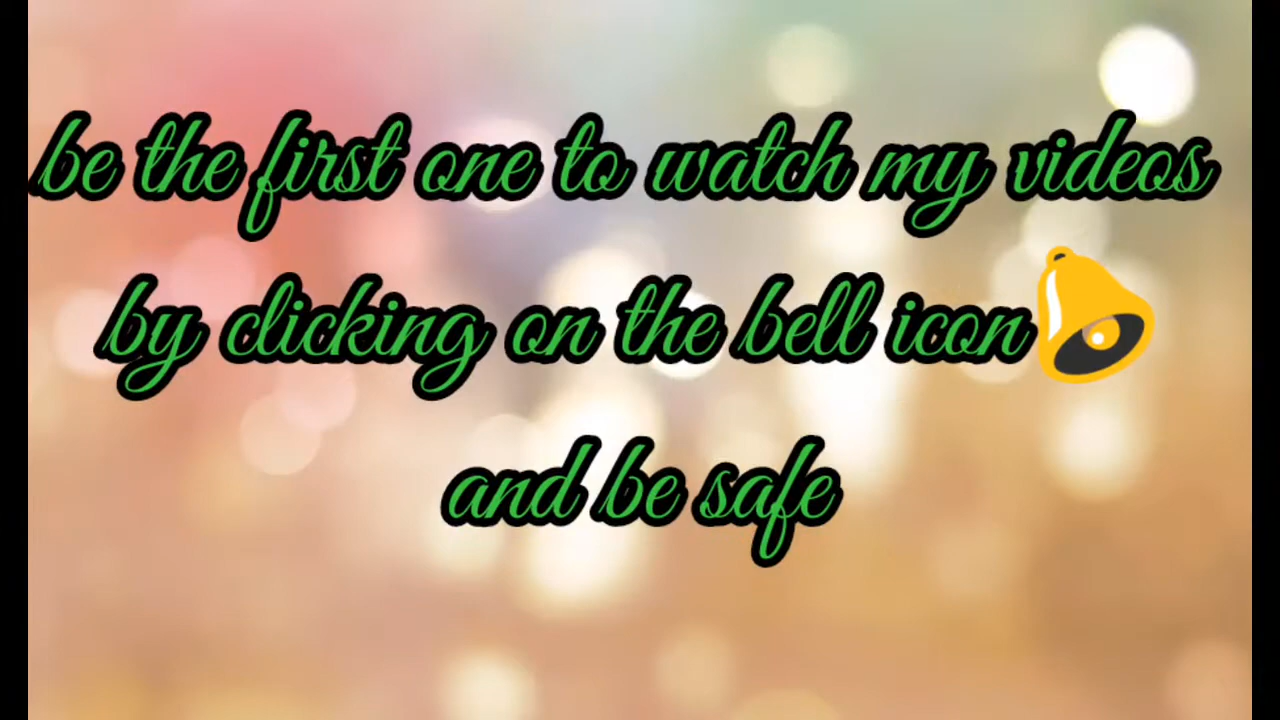 be the first one to watch my videos
by clicking on the bell icon🔔
and be safe